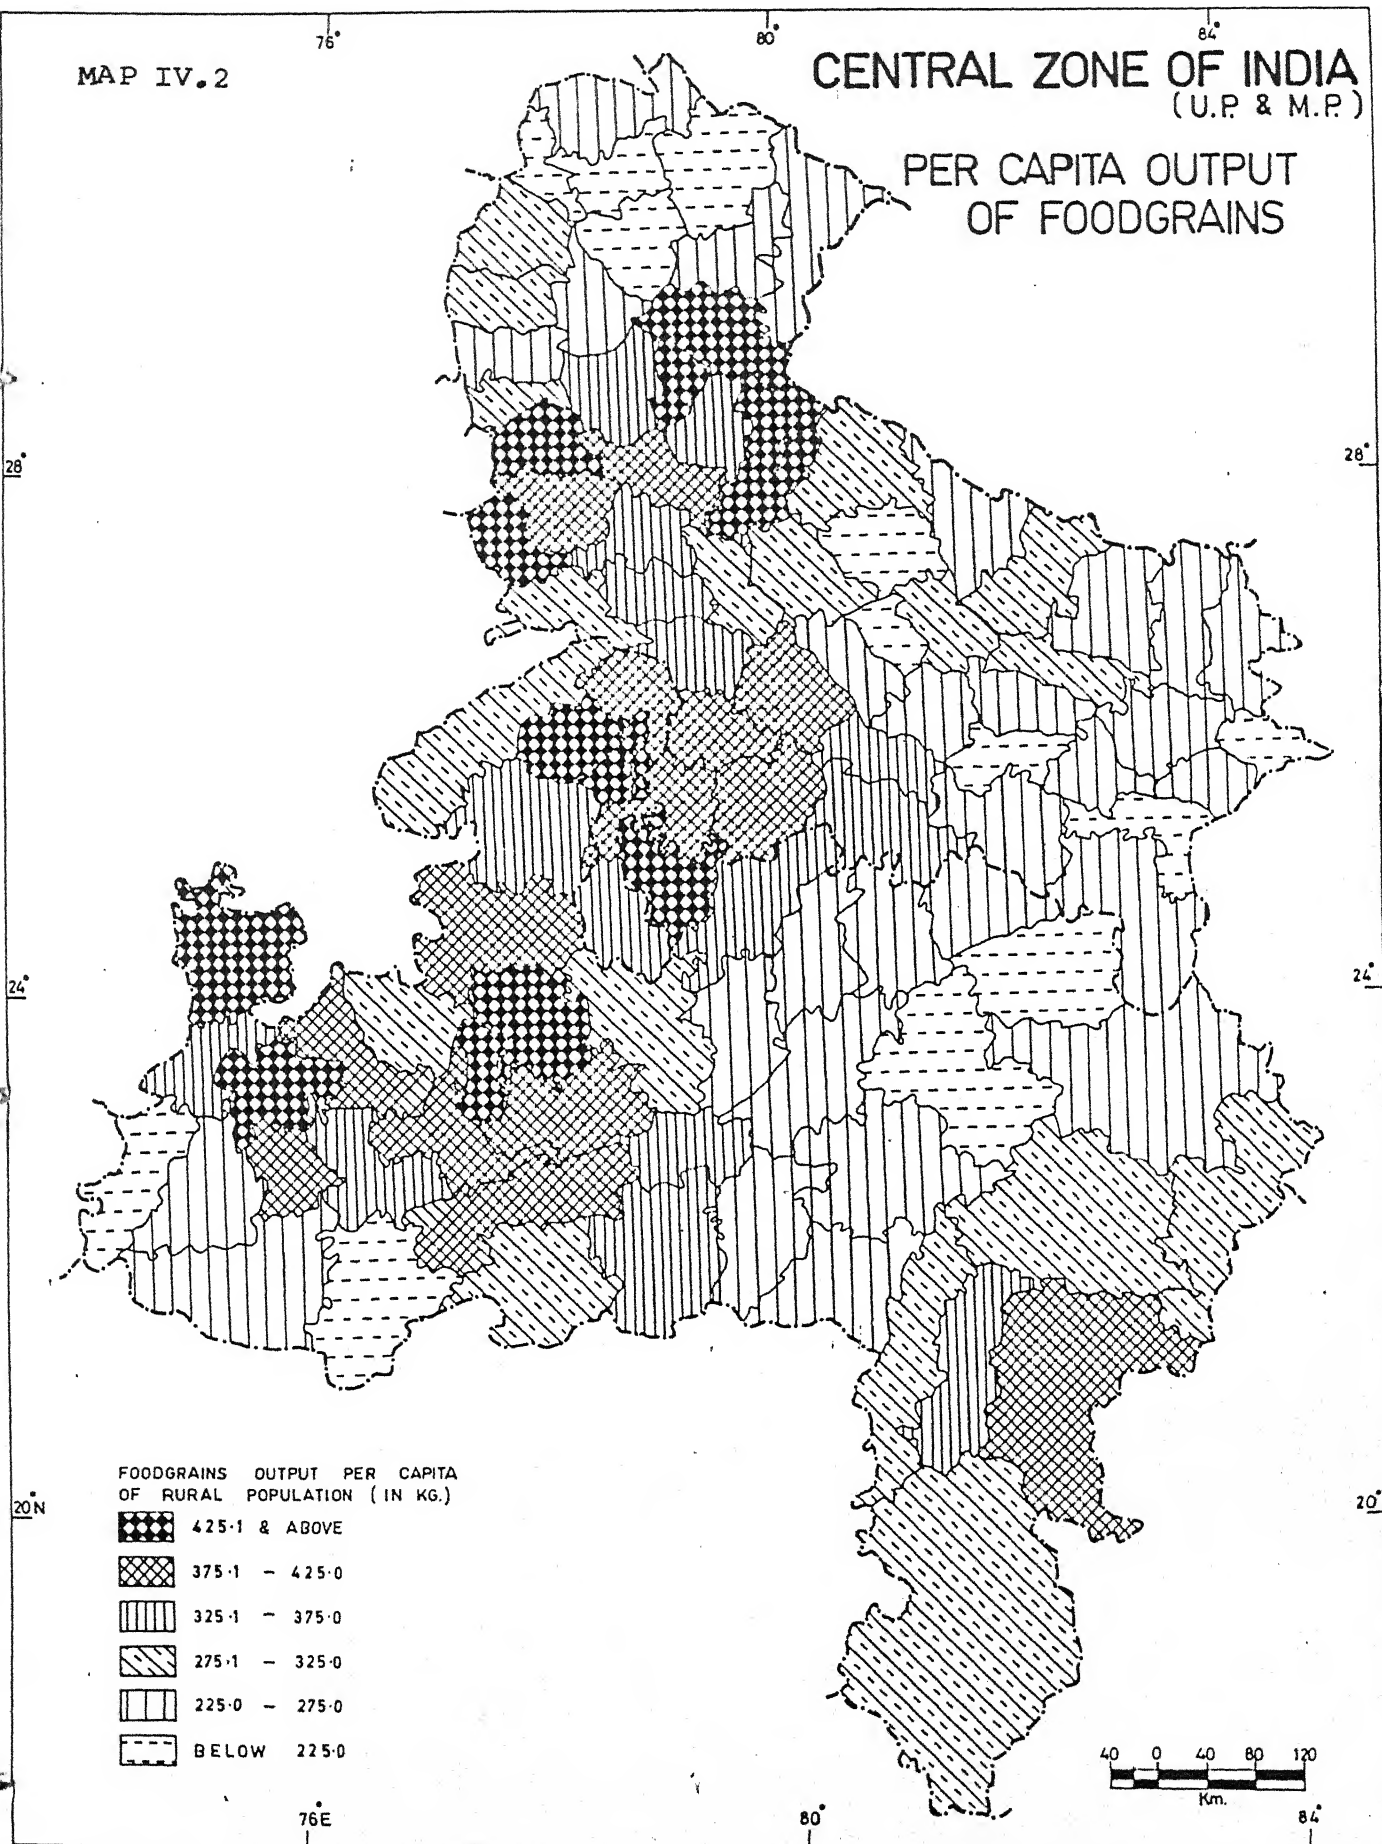 76°
80°
84°
MAP IV.2
CENTRAL ZONE OF INDIA
(U.P. & M.P.)
PER CAPITA OUTPUT
OF FOODGRAINS
28°
28°
24°
24°
FOODGRAINS OUTPUT PER CAPITA
OF RURAL POPULATION (IN KG.)
425·1 & ABOVE
375·1 – 425·0
325·1 – 375·0
275·1 – 325·0
225·0 – 275·0
BELOW 225·0
20°N
20°
40 0 40 80 120
Km.
76°E
80°
84°